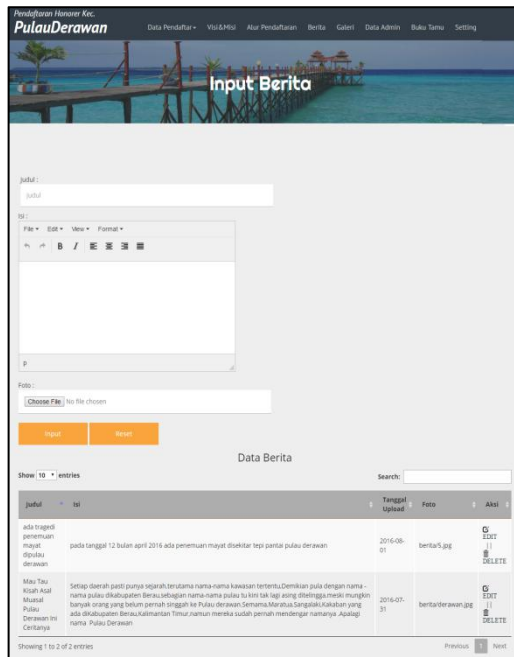 Pendaftaran Honorer Kec.
PulauDerawan
Data Pendaftar Visi&Misi Alur Pendaftaran Berita Galeri Data Admin Buku Tamu Setting
Input Berita
Judul :
Judul
Isi :
File Edit View Format
B I
P
Foto :
Choose File No file chosen
Input Reset
Data Berita
Show 10 entries Search:
Judul Isi Tanggal Upload Foto Aksi
ada tragedi
penemuan
mayat
dipulau
derawan
pada tanggal 12 bulan april 2016 ada penemuan mayat disekitar tepi pantai pulau derawan
2016-08-
01
berita/5.jpg
EDIT
||
DELETE
Mau Tau
Kisah Asal
Muasal
Pulau
Derawan Ini
Ceritanya
Setiap daerah pasti punya sejarah,terutama nama-nama kawasan tertentu,Demikian pula dengan nama -
nama pulau dikabupaten Berau,sebagian nama-nama pulau tu kini tak lagi asing ditelingga,meski mungkin
banyak orang yang belum pernah singgah ke Pulau derawan,Semama,Maratua,Sangalaki,Kakaban yang
ada diKabupaten Berau,Kalimantan Timur,namun mereka sudah pernah mendengar namanya .Apalagi
nama Pulau Derawan
2016-07-
31
berita/derawan.jpg
EDIT
||
DELETE
Showing 1 to 2 of 2 entries Previous 1 Next